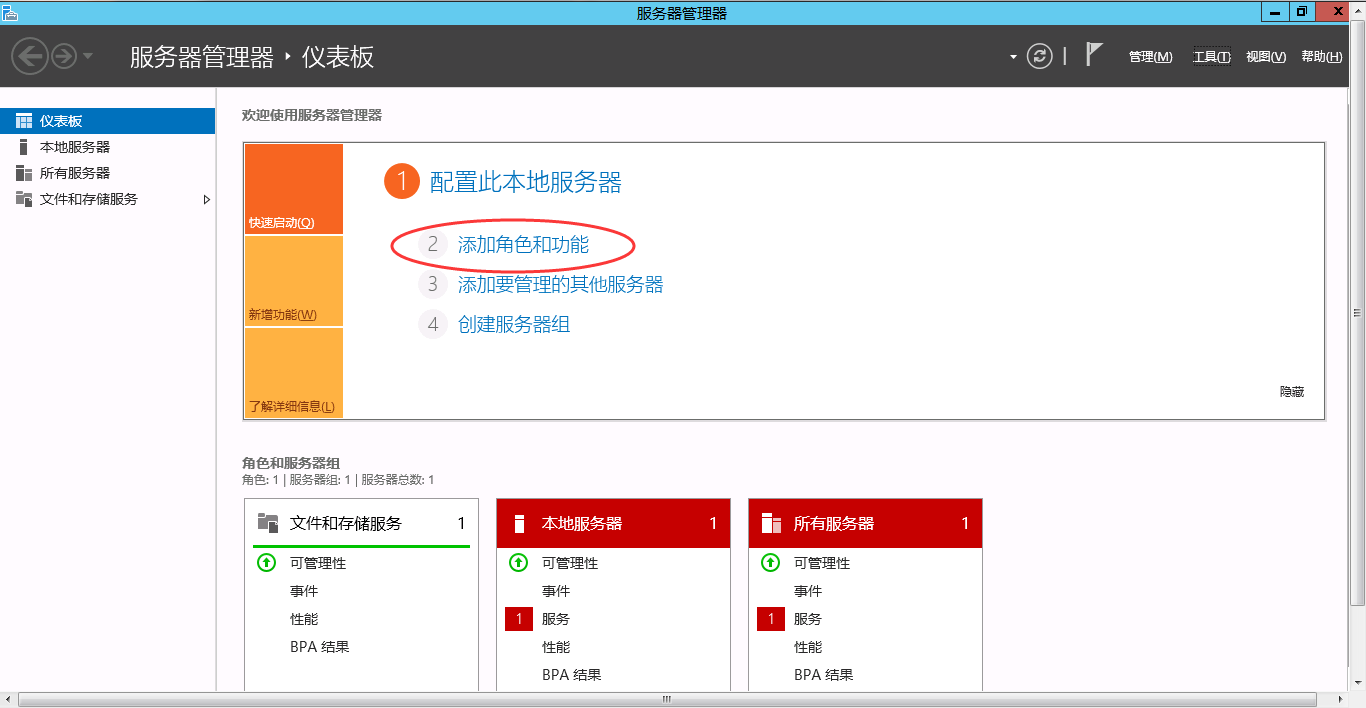 服务器管理器
服务器管理器 · 仪表板
管理(M) 工具(T) 视图(V) 帮助(H)
仪表板
本地服务器
所有服务器
文件和存储服务
欢迎使用服务器管理器
快速启动(Q)
新增功能(W)
了解详细信息(L)
1 配置此本地服务器
2 添加角色和功能
3 添加要管理的其他服务器
4 创建服务器组
隐藏
角色和服务器组
角色: 1 | 服务器组: 1 | 服务器总数: 1
文件和存储服务 1
可管理性
事件
性能
BPA 结果
本地服务器 1
可管理性
事件
1 服务
性能
BPA 结果
所有服务器 1
可管理性
事件
1 服务
性能
BPA 结果